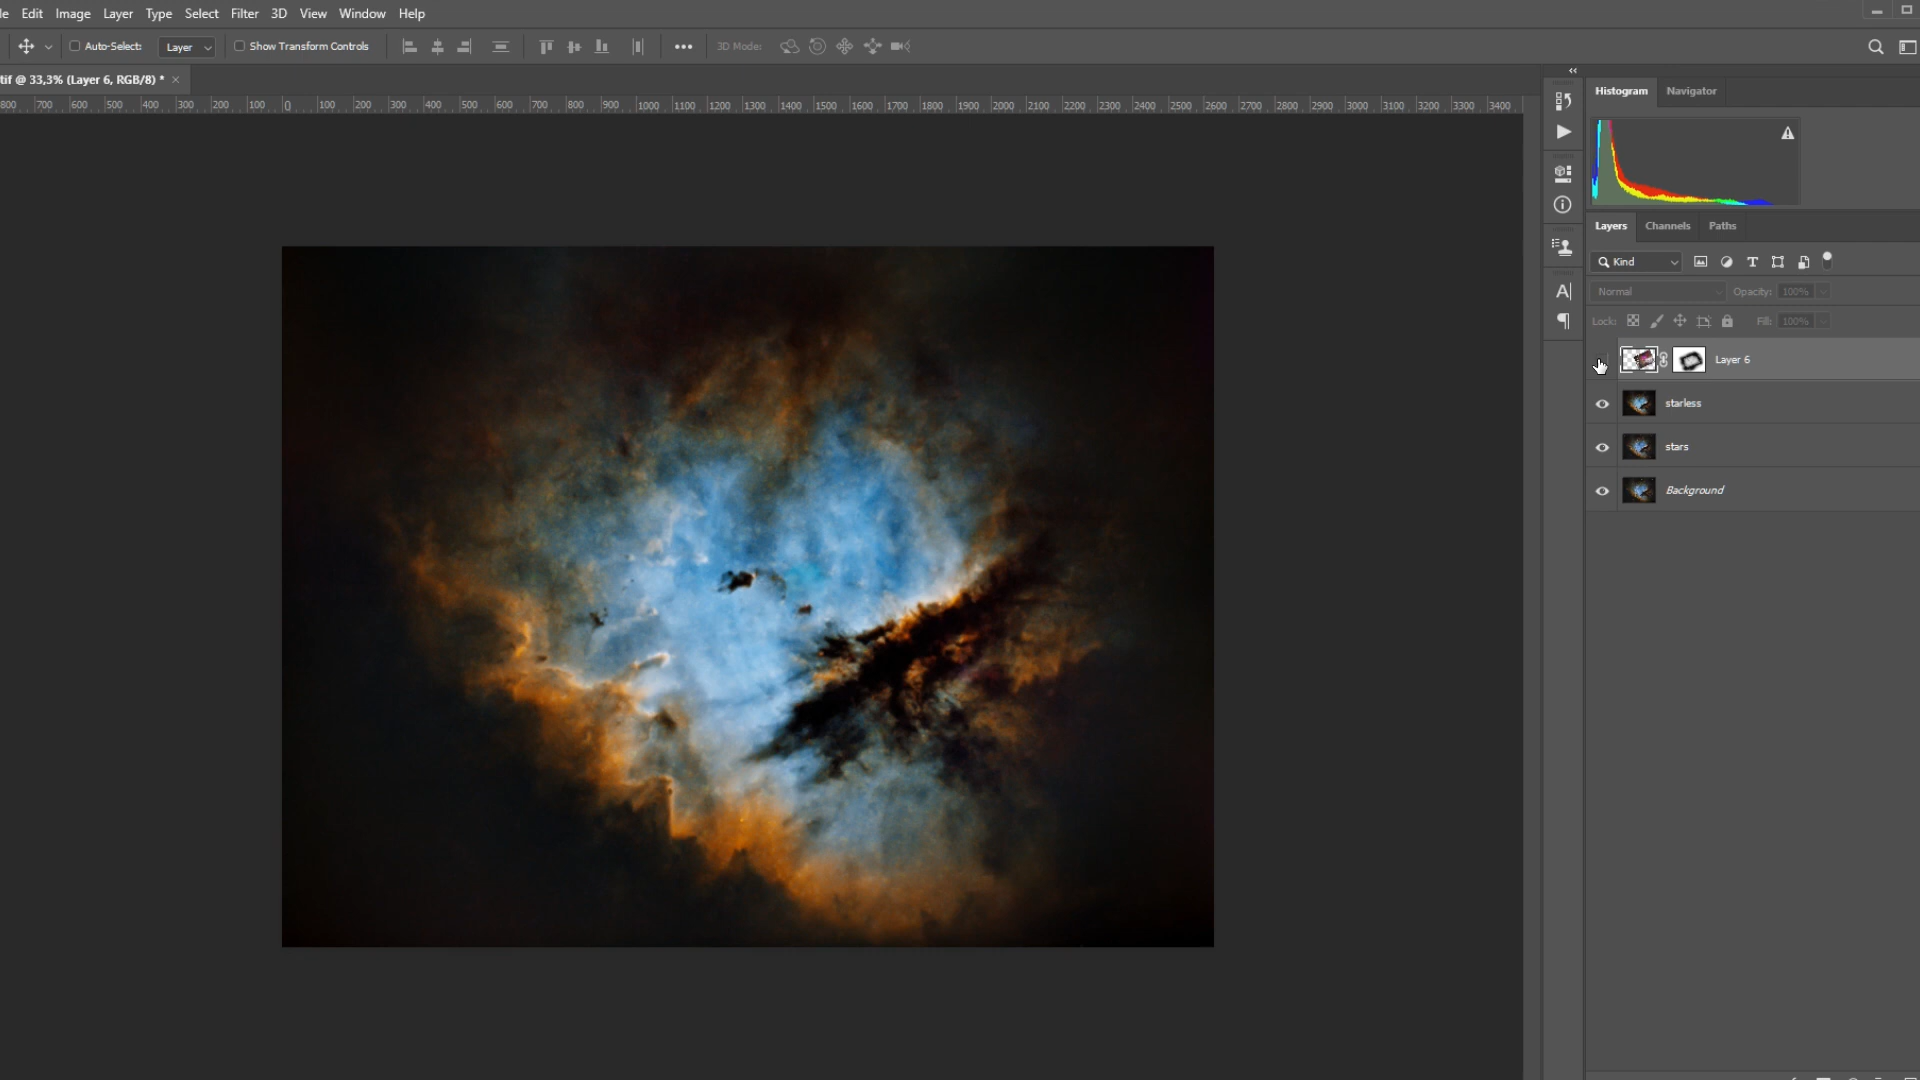 le Edit Image Layer Type Select Filter 3D View Window Help
Auto-Select: Layer Show Transform Controls 3D Mode:
tif @ 33,3% (Layer 6, RGB/8) * ×
800 700 600 500 400 300 200 100 0 100 200 300 400 500 600 700 800 900 1000 1100 1200 1300 1400 1500 1600 1700 1800 1900 2000 2100 2200 2300 2400 2500 2600 2700 2800 2900 3000 3100 3200 3300 3400
Histogram Navigator
Layers Channels Paths
Kind
Normal Opacity: 100%
Lock: Fill: 100%
Layer 6
starless
stars
Background